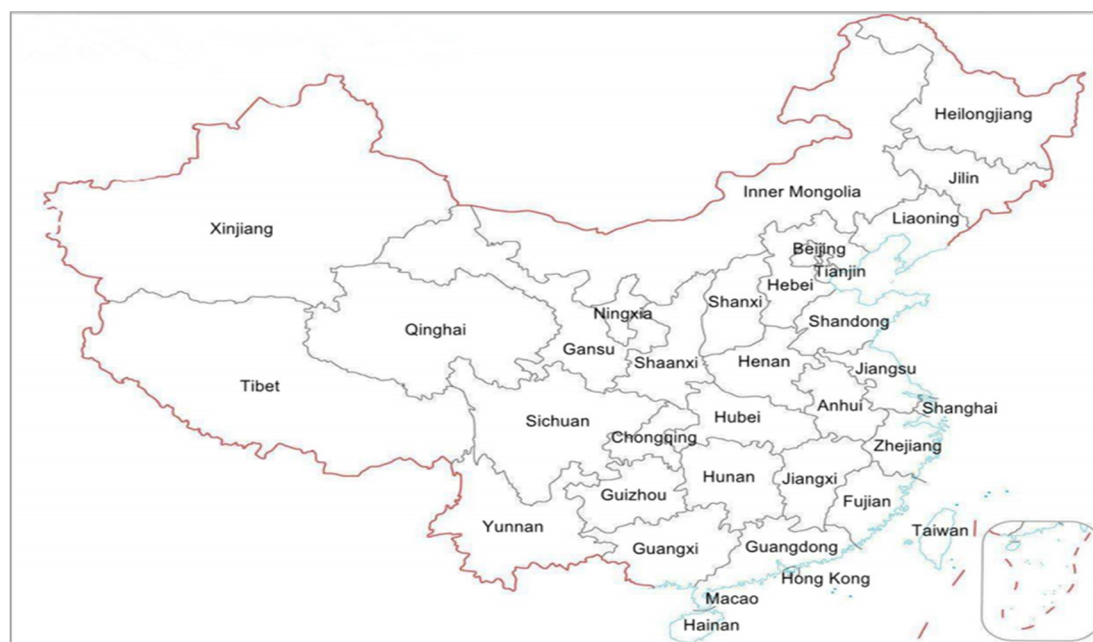 Heilongjiang
Jilin
Inner Mongolia
Liaoning
Xinjiang
Beijing
Tianjin
Hebei
Shanxi
Ningxia
Shandong
Qinghai
Gansu
Shaanxi
Henan
Jiangsu
Tibet
Anhui
Shanghai
Sichuan
Hubei
Chongqing
Zhejiang
Hunan
Jiangxi
Guizhou
Fujian
Yunnan
Taiwan
Guangxi
Guangdong
Hong Kong
Macao
Hainan